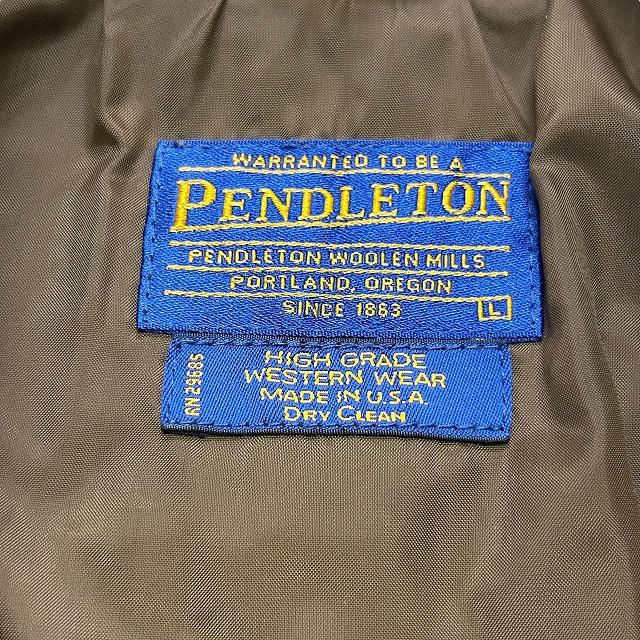 WARRANTED TO BE A
PENDLETON
PENDLETON WOOLEN MILLS
PORTLAND, OREGON
SINCE 1863
L
RN 29685
HIGH GRADE
WESTERN WEAR
MADE IN U.S.A.
DRY CLEAN